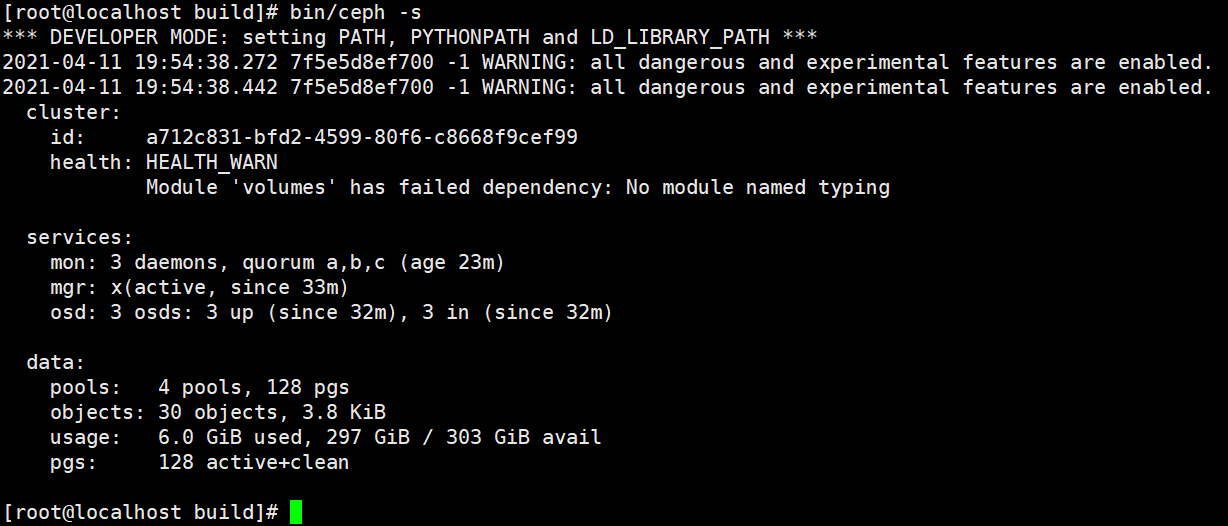 [root@localhost build]# bin/ceph -s
*** DEVELOPER MODE: setting PATH, PYTHONPATH and LD_LIBRARY_PATH ***
2021-04-11 19:54:38.272 7f5e5d8ef700 -1 WARNING: all dangerous and experimental features are enabled.
2021-04-11 19:54:38.442 7f5e5d8ef700 -1 WARNING: all dangerous and experimental features are enabled.
  cluster:
    id:     a712c831-bfd2-4599-80f6-c8668f9cef99
    health: HEALTH_WARN
            Module 'volumes' has failed dependency: No module named typing

  services:
    mon: 3 daemons, quorum a,b,c (age 23m)
    mgr: x(active, since 33m)
    osd: 3 osds: 3 up (since 32m), 3 in (since 32m)

  data:
    pools:   4 pools, 128 pgs
    objects: 30 objects, 3.8 KiB
    usage:   6.0 GiB used, 297 GiB / 303 GiB avail
    pgs:     128 active+clean

[root@localhost build]#